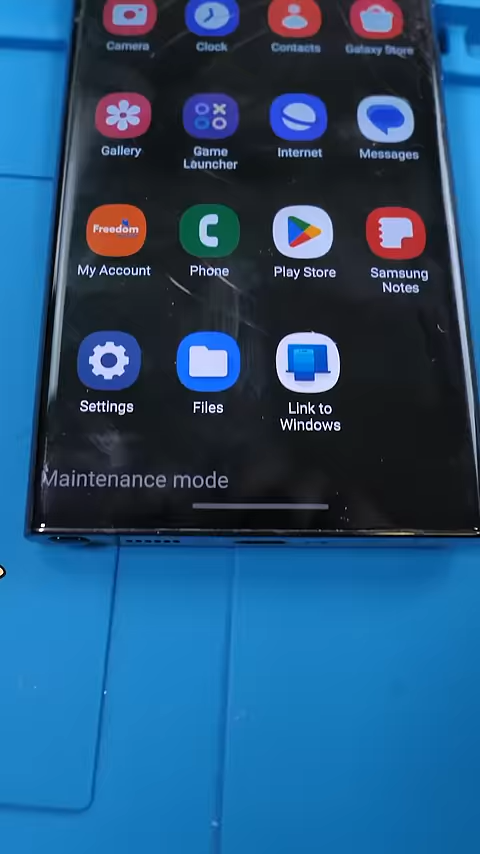 Camera
Clock
Contacts
Galaxy Store
Gallery
Game
Launcher
Internet
Messages
Freedom
My Account
Phone
Play Store
Samsung
Notes
Settings
Files
Link to
Windows
Maintenance mode